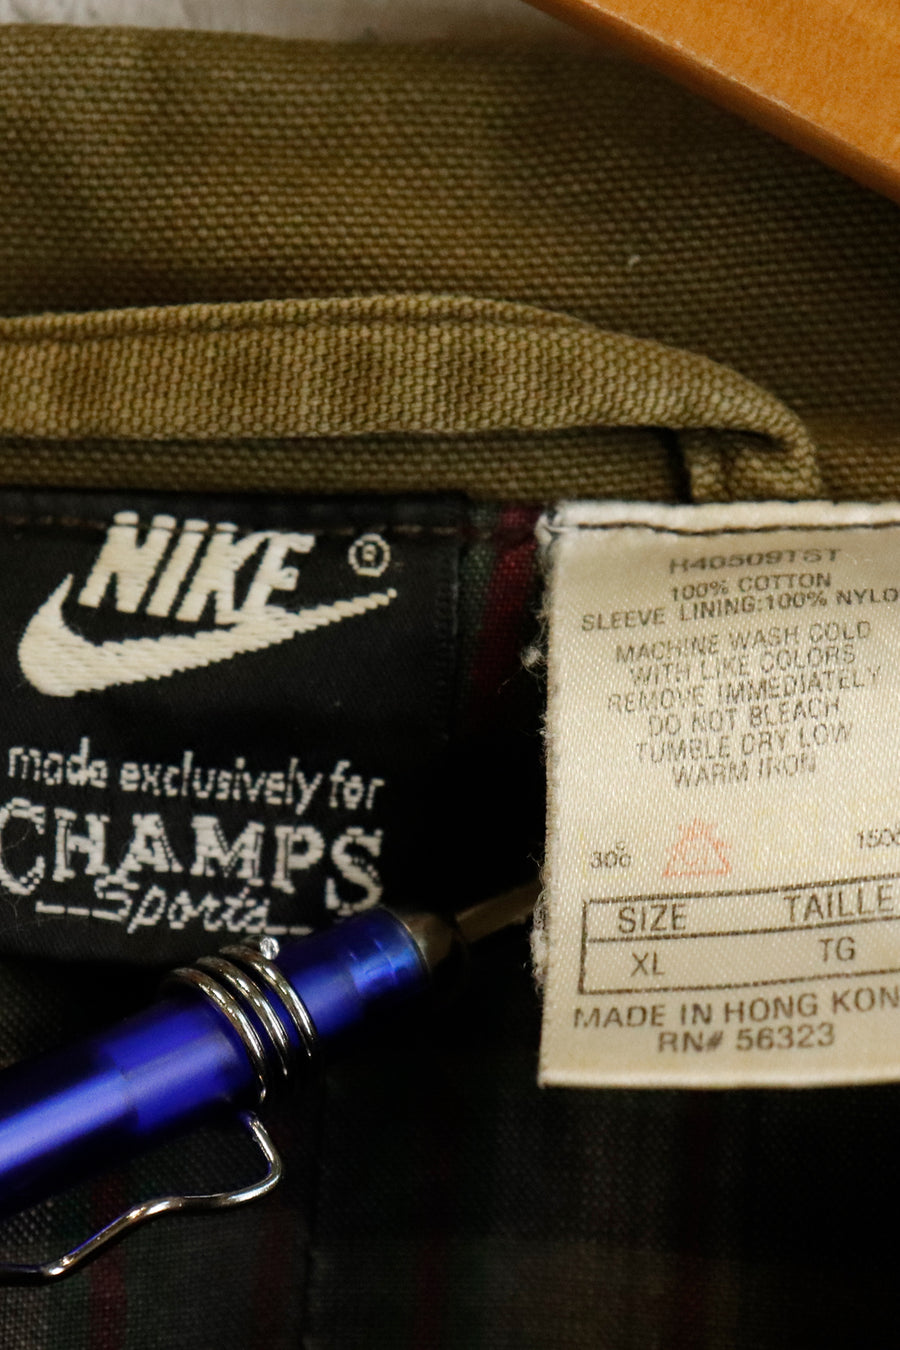 NIKE ®
made exclusively for
CHAMPS
Sports
H40509TST
100% COTTON
SLEEVE LINING:100% NYLO
MACHINE WASH COLD
WITH LIKE COLORS
REMOVE IMMEDIATELY
DO NOT BLEACH
TUMBLE DRY LOW
WARM IRON
SIZE TAILLE
XL TG
MADE IN HONG KON
RN# 56323